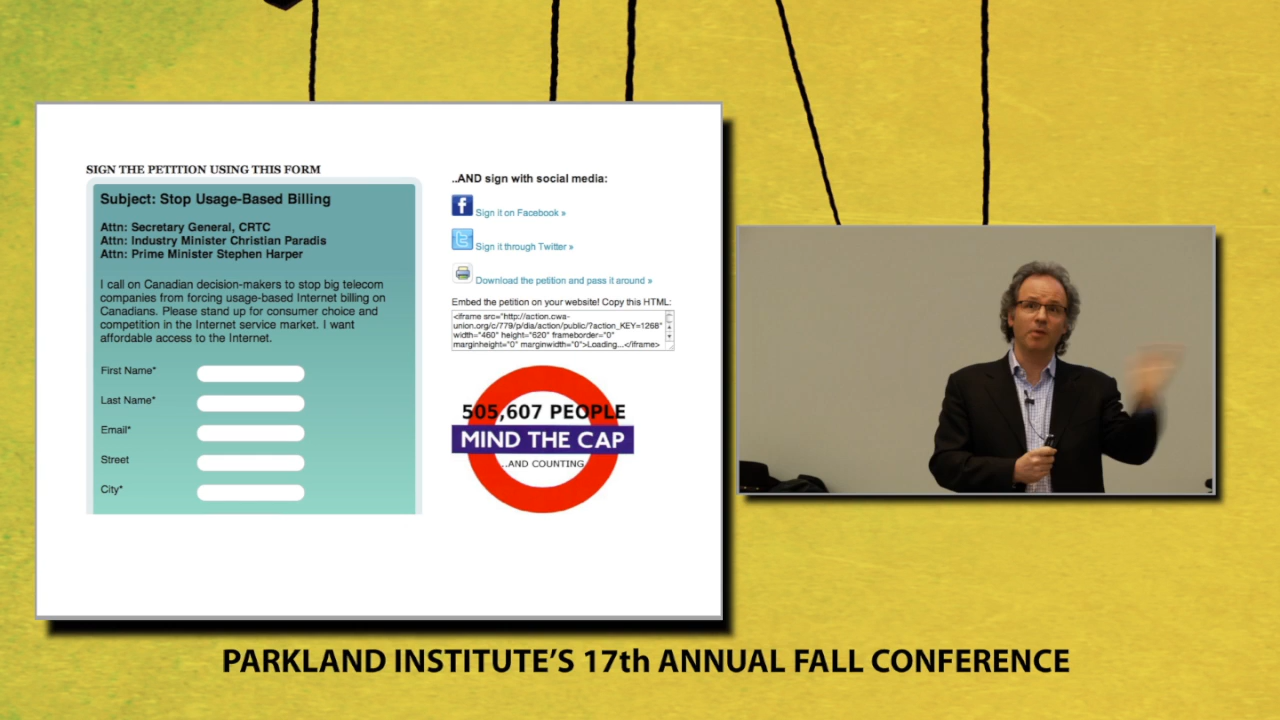 SIGN THE PETITION USING THIS FORM
Subject: Stop Usage-Based Billing
Attn: Secretary General, CRTC
Attn: Industry Minister Christian Paradis
Attn: Prime Minister Stephen Harper
I call on Canadian decision-makers to stop big telecom
companies from forcing usage-based Internet billing on
Canadians. Please stand up for consumer choice and
competition in the Internet service market. I want
affordable access to the Internet.
First Name*
Last Name*
Email*
Street
City*
..AND sign with social media:
Sign it on Facebook »
Sign it through Twitter »
Download the petition and pass it around »
Embed the petition on your website! Copy this HTML:
<iframe src="http://action.cwa-
union.org/c/779/p/dia/action/public/?action_KEY=1268"
width="460" height="620" frameborder="0"
marginheight="0" marginwidth="0">Loading...</iframe>
505,607 PEOPLE
MIND THE CAP
...AND COUNTING
PARKLAND INSTITUTE'S 17th ANNUAL FALL CONFERENCE